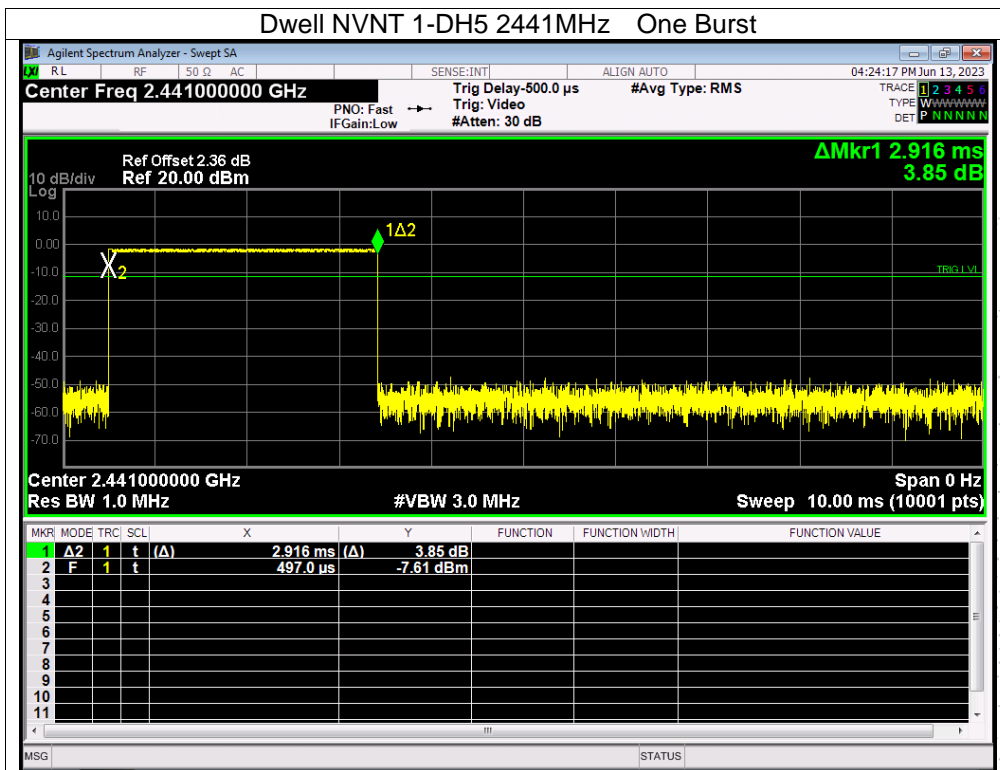 Dwell NVNT 1-DH5 2441MHz One Burst
Agilent Spectrum Analyzer - Swept SA
LXI RL RF 50 Ω AC SENSE:INT ALIGN AUTO 04:24:17 PM Jun 13, 2023
Center Freq 2.441000000 GHz Trig Delay-500.0 µs #Avg Type: RMS TRACE 1 2 3 4 5 6
PNO: Fast Trig: Video TYPE WWWWWW
IFGain:Low #Atten: 30 dB DET P N N N N N
ΔMkr1 2.916 ms
3.85 dB
Ref Offset 2.36 dB
10 dB/div Ref 20.00 dBm
Log
10.0
0.00
-10.0
-20.0
-30.0
-40.0
-50.0
-60.0
-70.0
1Δ2
2
TRIG LVL
Center 2.441000000 GHz Span 0 Hz
Res BW 1.0 MHz #VBW 3.0 MHz Sweep 10.00 ms (10001 pts)
MKR MODE TRC SCL X Y FUNCTION FUNCTION WIDTH FUNCTION VALUE
1 Δ2 1 t (Δ) 2.916 ms (Δ) 3.85 dB
2 F 1 t 497.0 µs -7.61 dBm
3
4
5
6
7
8
9
10
11
MSG STATUS